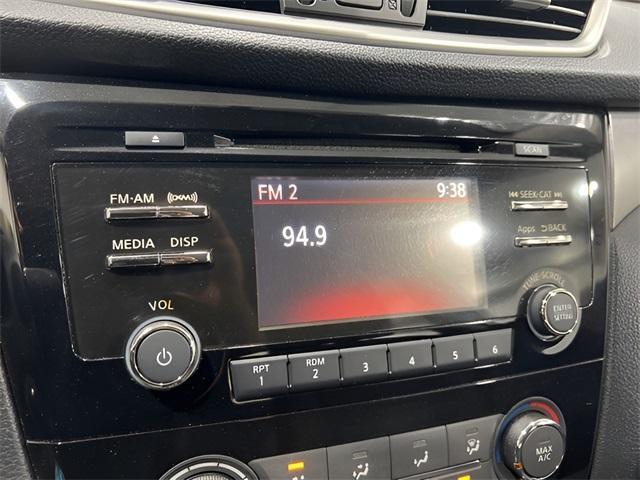 SCAN
FM·AM ((XM))
FM 2 9:38
SEEK·CAT
94.9
Apps BACK
MEDIA DISP
TUNE·SCROLL
ENTER
SETTING
VOL
RPT
1
RDM
2
3
4
5
6
MAX
A/C